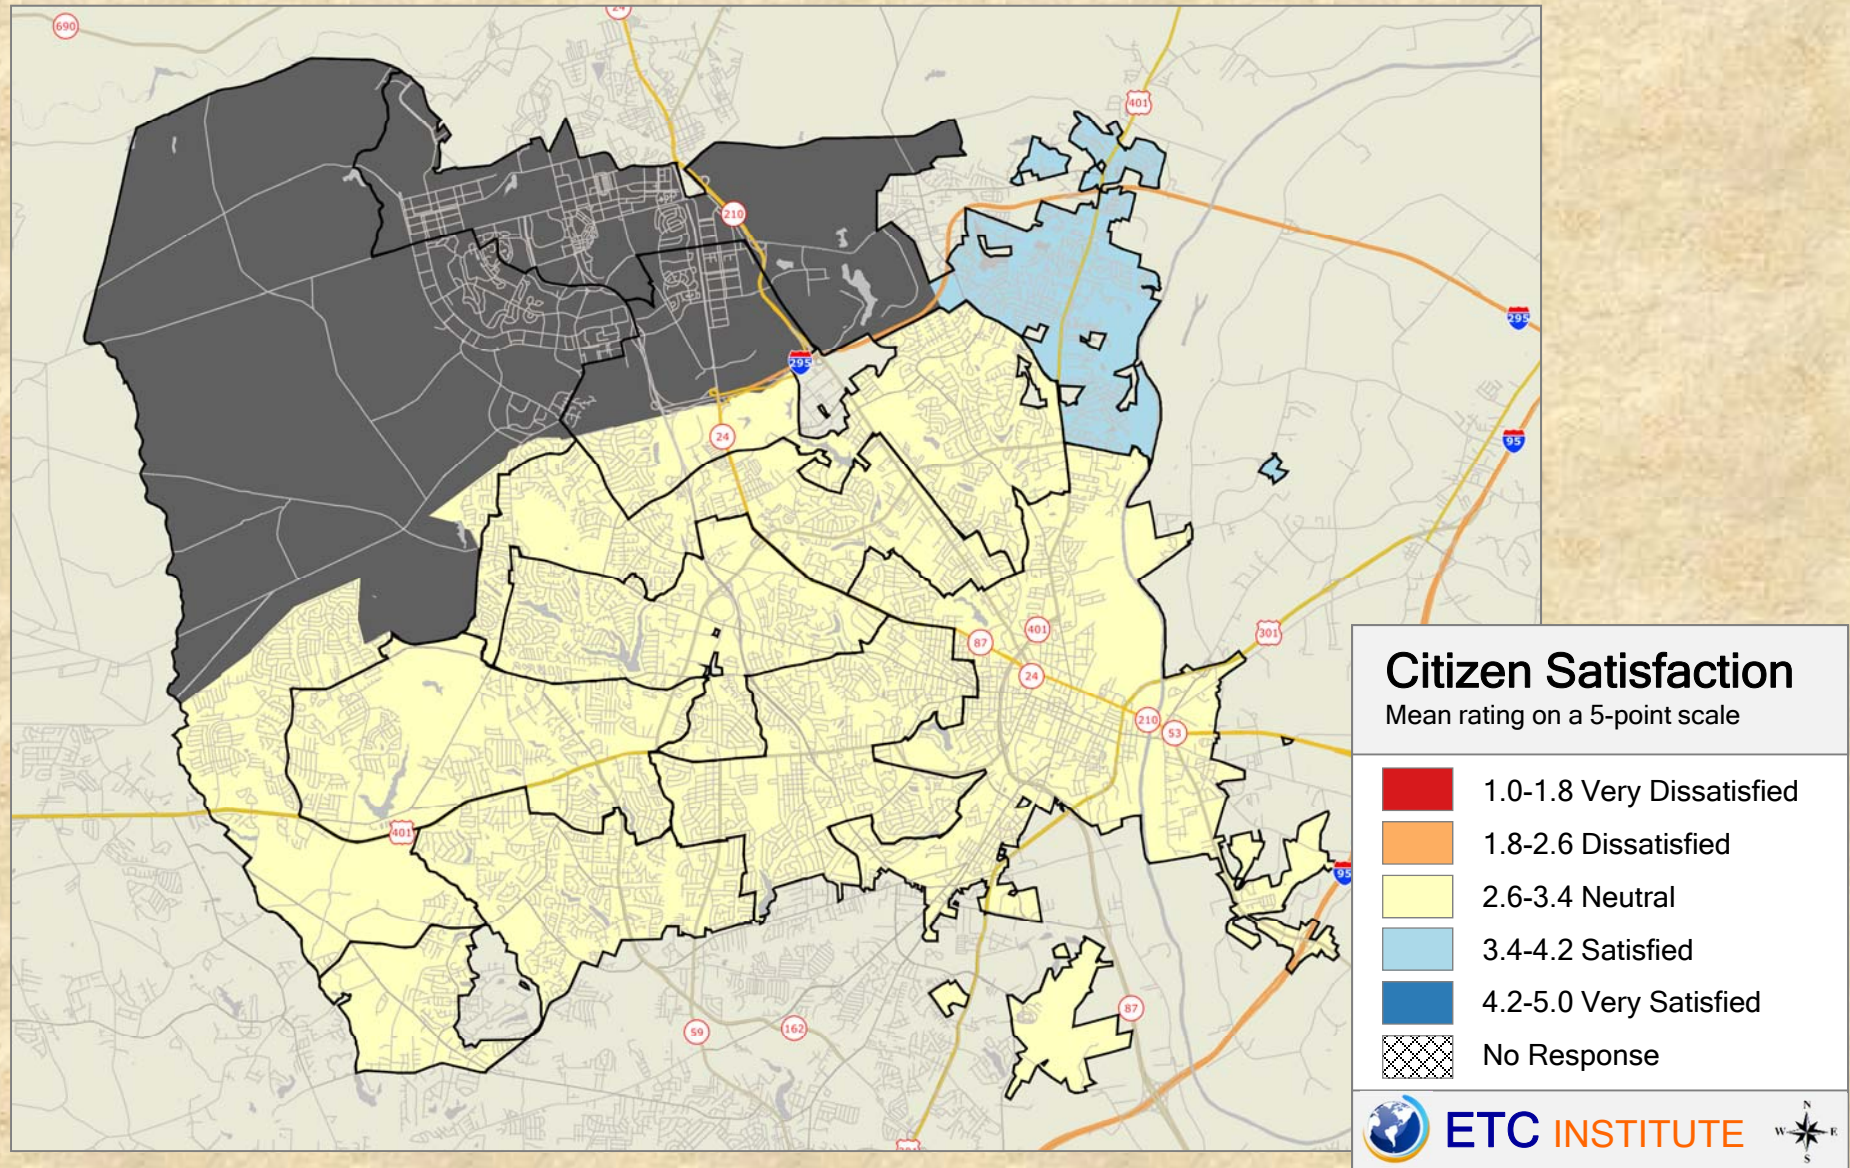 690
24
401
210
295
295
24
95
401
87
301
24
210
53
401
95
87
59
162
Citizen Satisfaction
Mean rating on a 5-point scale
1.0-1.8 Very Dissatisfied
1.8-2.6 Dissatisfied
2.6-3.4 Neutral
3.4-4.2 Satisfied
4.2-5.0 Very Satisfied
No Response
ETC INSTITUTE
N
W E
S